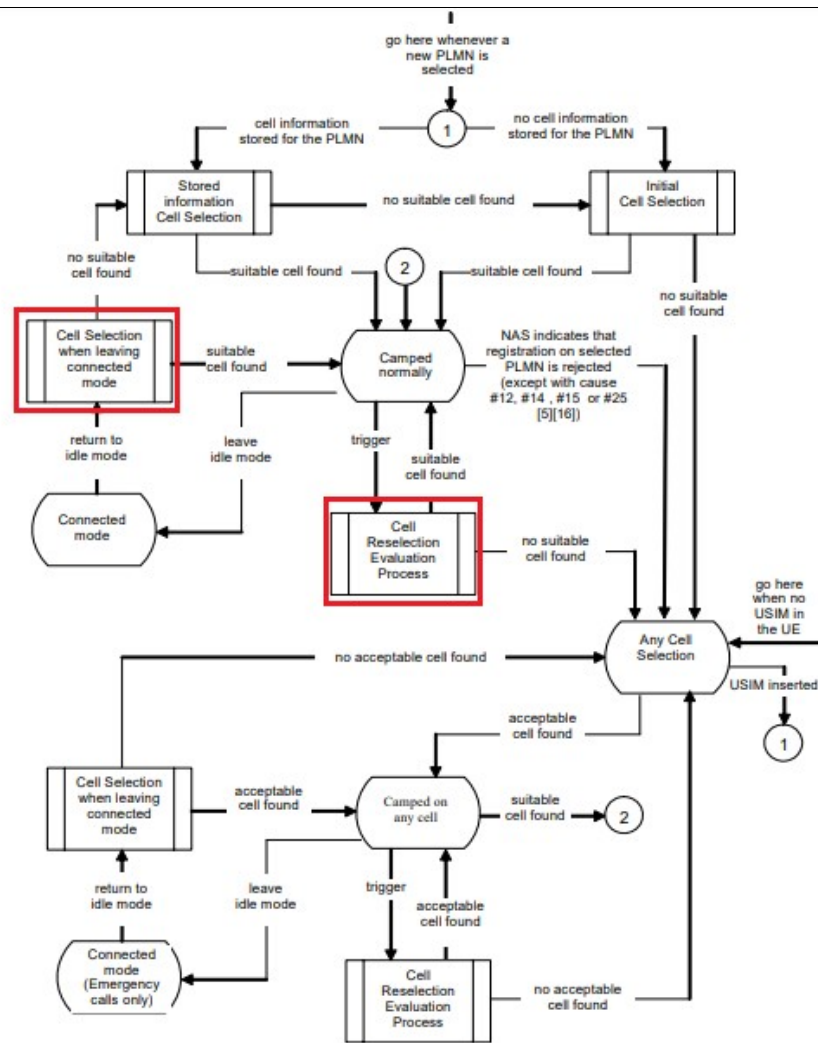 go here whenever a
new PLMN is
selected
cell information
stored for the PLMN
1
no cell information
stored for the PLMN
Stored
information
Cell Selection
no suitable cell found
Initial
Cell Selection
no suitable
cell found
suitable cell found
2
suitable cell found
no suitable
cell found
Cell Selection
when leaving
connected
mode
suitable
cell found
Camped
normally
NAS indicates that
registration on selected
PLMN is rejected
(except with cause
#12, #14 , #15 or #25
[5][16])
return to
idle mode
leave
idle mode
trigger
suitable
cell found
Connected
mode
Cell
Reselection
Evaluation
Process
no suitable
cell found
go here
when no
USIM in
the UE
Any Cell
Selection
no acceptable cell found
USIM inserted
1
acceptable
cell found
Cell Selection
when leaving
connected
mode
acceptable
cell found
Camped on
any cell
suitable
cell found
2
return to
idle mode
leave
idle mode
trigger
acceptable
cell found
Connected
mode
(Emergency
calls only)
Cell
Reselection
Evaluation
Process
no acceptable
cell found